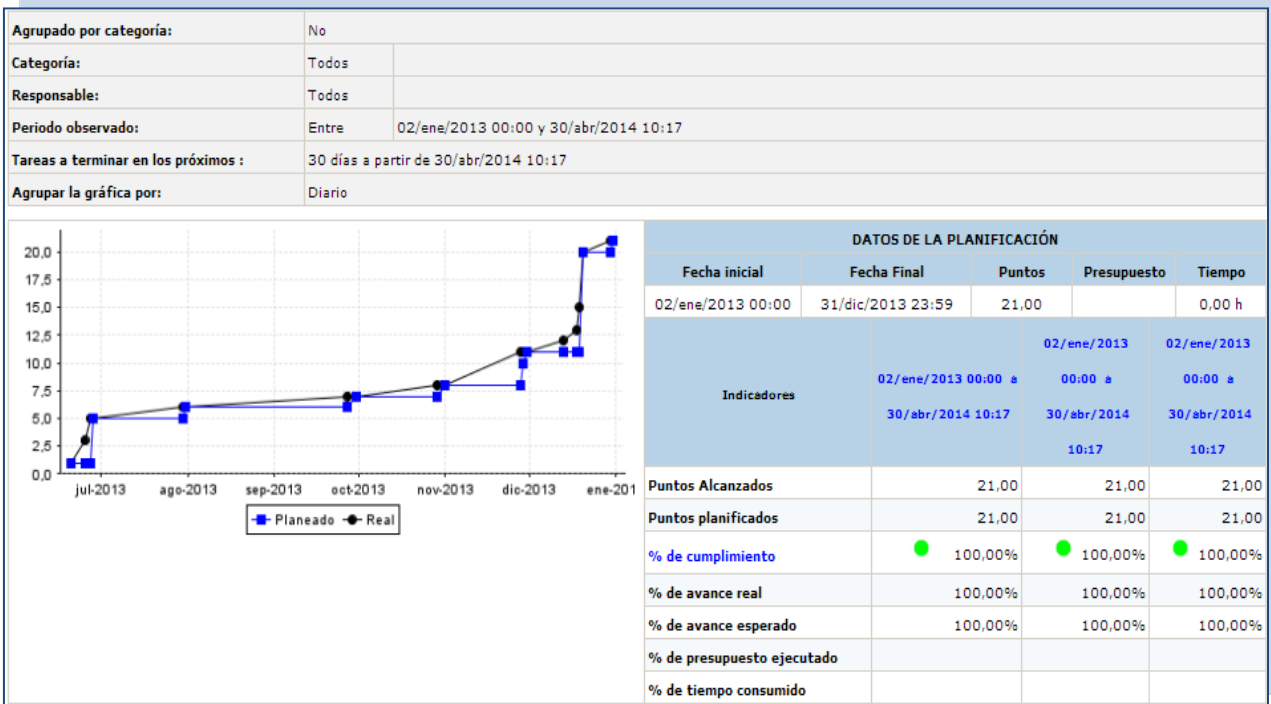 Agrupado por categoría: No
Categoría: Todos
Responsable: Todos
Periodo observado: Entre 02/ene/2013 00:00 y 30/abr/2014 10:17
Tareas a terminar en los próximos : 30 días a partir de 30/abr/2014 10:17
Agrupar la gráfica por: Diario
20,0
17,5
15,0
12,5
10,0
7,5
5,0
2,5
0,0
jul-2013 ago-2013 sep-2013 oct-2013 nov-2013 dic-2013 ene-201
Planeado Real
DATOS DE LA PLANIFICACIÓN
Fecha inicial Fecha Final Puntos Presupuesto Tiempo
02/ene/2013 00:00 31/dic/2013 23:59 21,00 0,00 h
Indicadores
02/ene/2013 00:00 a
30/abr/2014 10:17
02/ene/2013
00:00 a
30/abr/2014
10:17
02/ene/2013
00:00 a
30/abr/2014
10:17
Puntos Alcanzados 21,00 21,00 21,00
Puntos planificados 21,00 21,00 21,00
% de cumplimiento 100,00% 100,00% 100,00%
% de avance real 100,00% 100,00% 100,00%
% de avance esperado 100,00% 100,00% 100,00%
% de presupuesto ejecutado
% de tiempo consumido